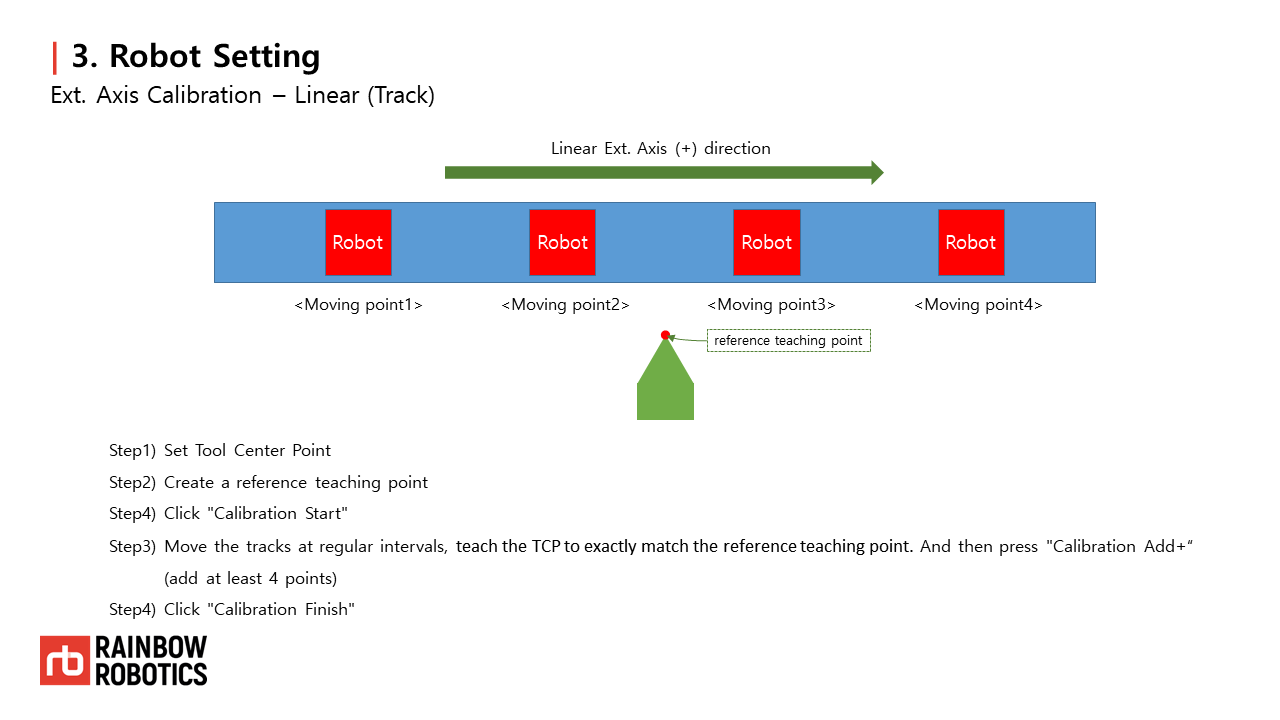 3. Robot Setting
Ext. Axis Calibration – Linear (Track)
Linear Ext. Axis (+) direction
Robot Robot Robot Robot
<Moving point1> <Moving point2> <Moving point3> <Moving point4>
reference teaching point
Step1) Set Tool Center Point
Step2) Create a reference teaching point
Step4) Click "Calibration Start"
Step3) Move the tracks at regular intervals, teach the TCP to exactly match the reference teaching point. And then press "Calibration Add+“
(add at least 4 points)
Step4) Click "Calibration Finish"
rb RAINBOW
ROBOTICS